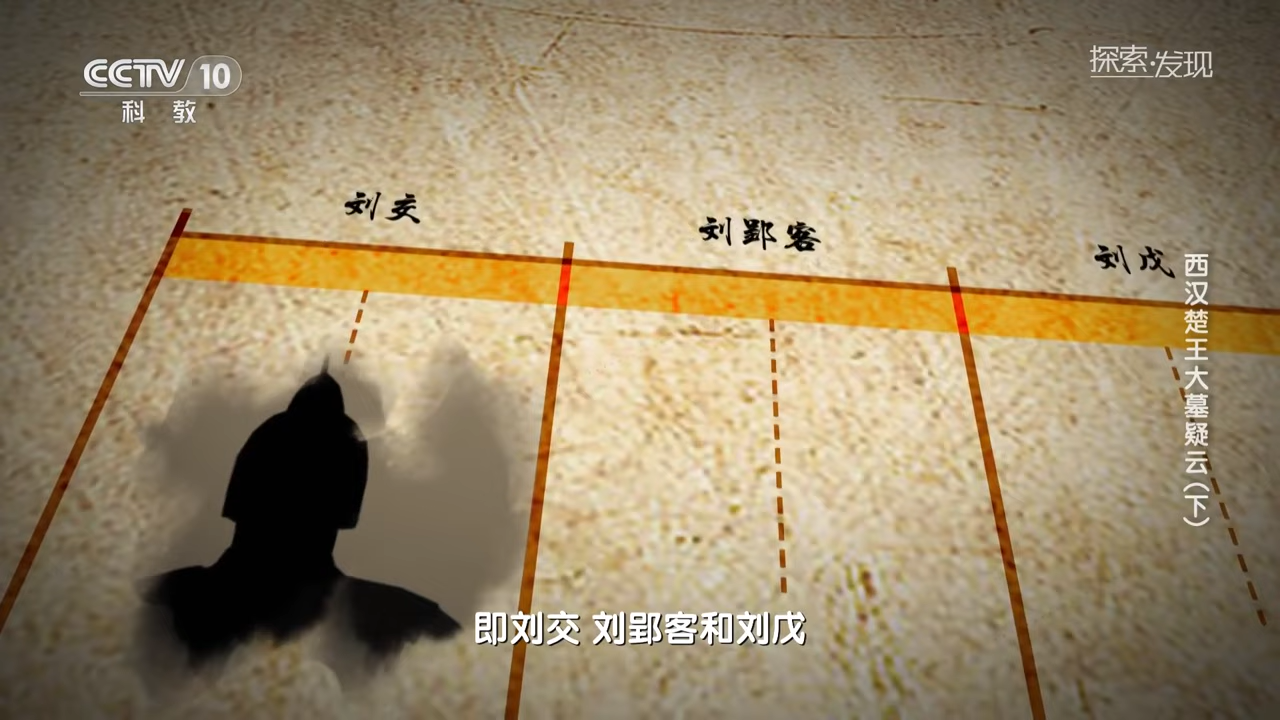 CCTV 10
科教
探索·发现
刘交
刘郢客
刘戊
西汉楚王大墓疑云(下)
即刘交 刘郢客和刘戊